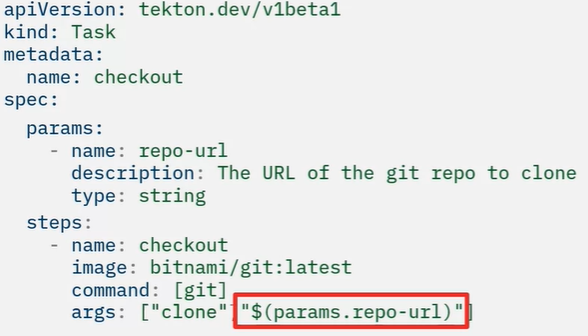 apiVersion: tekton.dev/v1beta1
kind: Task
metadata:
  name: checkout
spec:
  params:
    - name: repo-url
      description: The URL of the git repo to clone
      type: string
  steps:
    - name: checkout
      image: bitnami/git:latest
      command: [git]
      args: ["clone","$(params.repo-url)"]